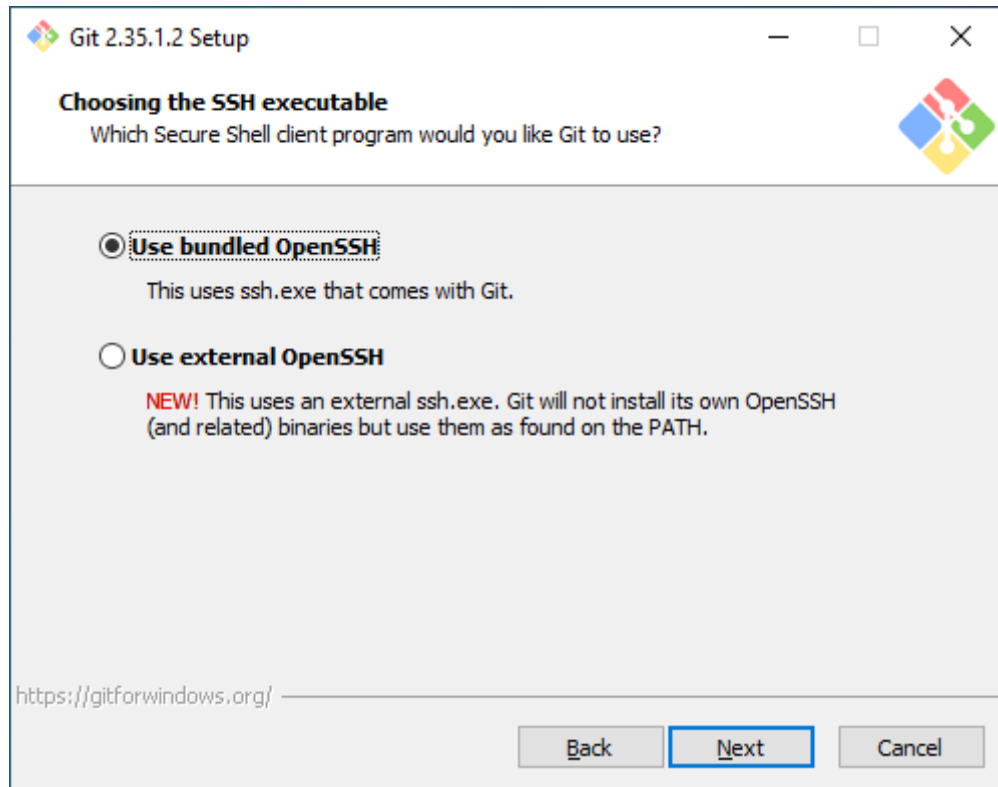 Git 2.35.1.2 Setup
Choosing the SSH executable
Which Secure Shell client program would you like Git to use?
Use bundled OpenSSH
This uses ssh.exe that comes with Git.
Use external OpenSSH
NEW! This uses an external ssh.exe. Git will not install its own OpenSSH
(and related) binaries but use them as found on the PATH.
https://gitforwindows.org/
Back Next Cancel